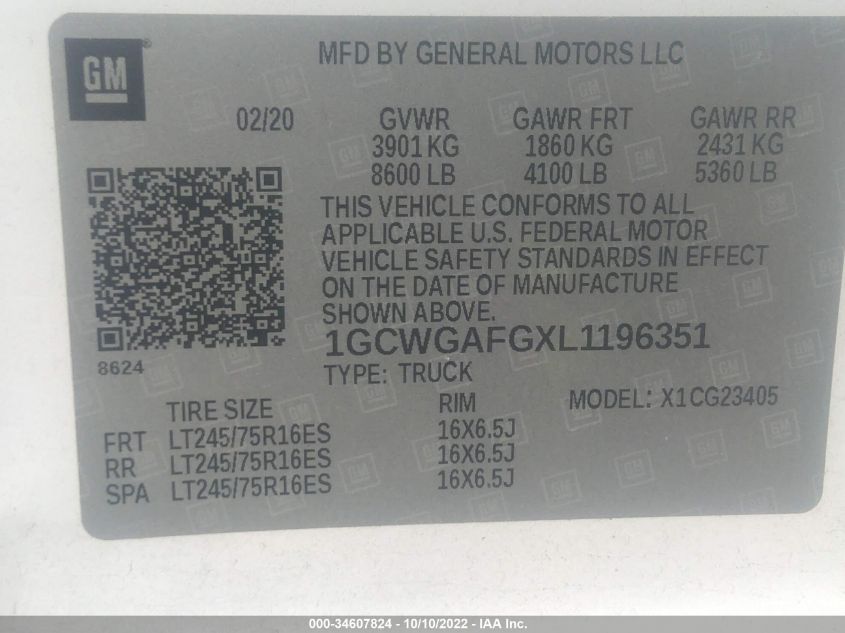 GM
®
MFD BY GENERAL MOTORS LLC
02/20 GVWR GAWR FRT GAWR RR
3901 KG 1860 KG 2431 KG
8600 LB 4100 LB 5360 LB
THIS VEHICLE CONFORMS TO ALL
APPLICABLE U.S. FEDERAL MOTOR
VEHICLE SAFETY STANDARDS IN EFFECT
ON THE DATE OF MANUFACTURE
SHOWN ABOVE.
1GCWGAFGXL1196351
8624
TYPE: TRUCK
TIRE SIZE RIM MODEL: X1CG23405
FRT LT245/75R16ES 16X6.5J
RR LT245/75R16ES 16X6.5J
SPA LT245/75R16ES 16X6.5J
000-34607824 - 10/10/2022 - IAA Inc.